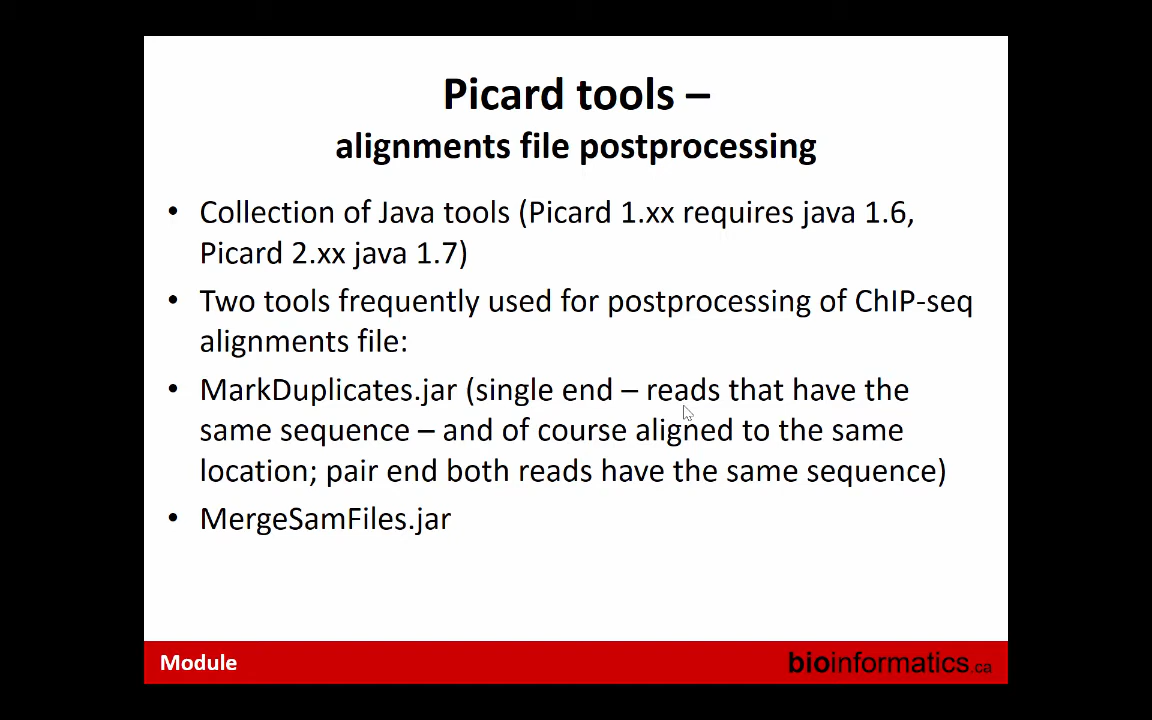 Picard tools –
alignments file postprocessing
• Collection of Java tools (Picard 1.xx requires java 1.6,
Picard 2.xx java 1.7)
• Two tools frequently used for postprocessing of ChIP-seq
alignments file:
• MarkDuplicates.jar (single end – reads that have the
same sequence – and of course aligned to the same
location; pair end both reads have the same sequence)
• MergeSamFiles.jar
Module
bioinformatics.ca